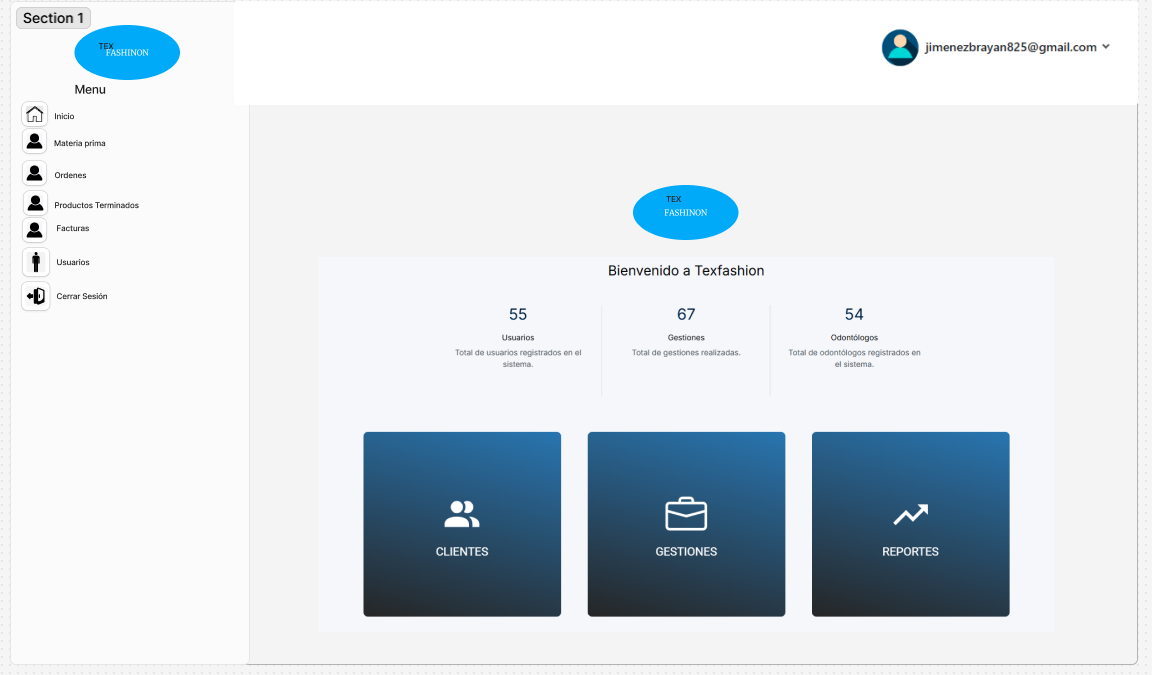 Section 1
TEX
FASHINON
jimenezbrayan825@gmail.com
Menu
Inicio
Materia prima
Ordenes
Productos Terminados
Facturas
Usuarios
Cerrar Sesión
TEX
FASHINON
Bienvenido a Texfashion
55
Usuarios
Total de usuarios registrados en el
sistema.
67
Gestiones
Total de gestiones realizadas.
54
Odontólogos
Total de odontólogos registrados en
el sistema.
CLIENTES
GESTIONES
REPORTES